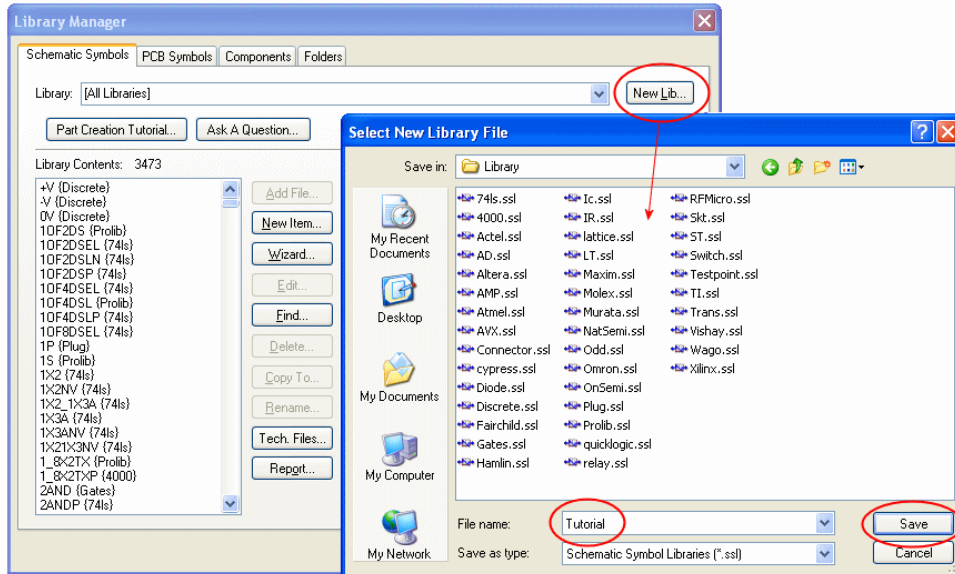 Library Manager
Schematic Symbols PCB Symbols Components Folders
Library: [All Libraries] New Lib...
Part Creation Tutorial... Ask A Question...
Library Contents: 3473
+V {Discrete}
-V {Discrete}
0V {Discrete}
1OF2DS {Prolib}
1OF2DSEL {74ls}
1OF2DSLN {74ls}
1OF2DSP {74ls}
1OF4DSEL {74ls}
1OF4DSL {Prolib}
1OF4DSLP {74ls}
1OF8DSEL {74ls}
1P {Plug}
1S {Prolib}
1X2 {74ls}
1X2NV {74ls}
1X2_1X3A {74ls}
1X3A {74ls}
1X3ANV {74ls}
1X21X3NV {74ls}
1_8X2TX {Prolib}
1_8X2TXP {4000}
2AND {Gates}
2ANDP {74ls}
Add File...
New Item...
Wizard...
Edit...
Find...
Delete...
Copy To...
Rename...
Tech. Files...
Report...
Select New Library File
Save in: Library
My Recent
Documents
Desktop
My Documents
My Computer
My Network
74ls.ssl
4000.ssl
Actel.ssl
AD.ssl
Altera.ssl
AMP.ssl
Atmel.ssl
AVX.ssl
Connector.ssl
cypress.ssl
Diode.ssl
Discrete.ssl
Fairchild.ssl
Gates.ssl
Hamlin.ssl
Ic.ssl
IR.ssl
lattice.ssl
LT.ssl
Maxim.ssl
Molex.ssl
Murata.ssl
NatSemi.ssl
Odd.ssl
Omron.ssl
OnSemi.ssl
Plug.ssl
Prolib.ssl
quicklogic.ssl
relay.ssl
RFMicro.ssl
Skt.ssl
ST.ssl
Switch.ssl
Testpoint.ssl
TI.ssl
Trans.ssl
Vishay.ssl
Wago.ssl
Xilinx.ssl
File name: Tutorial Save
Save as type: Schematic Symbol Libraries (*.ssl) Cancel